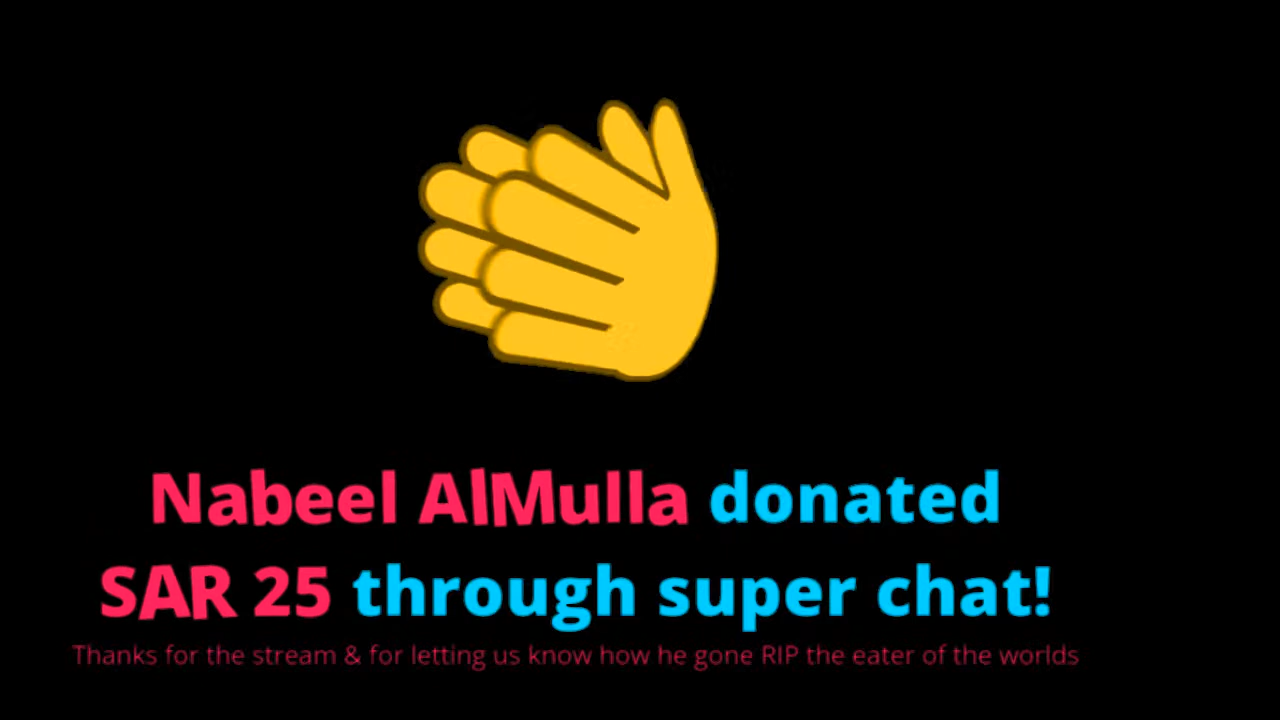 Nabeel AlMulla donated
SAR 25 through super chat!
Thanks for the stream & for letting us know how he gone RIP the eater of the worlds